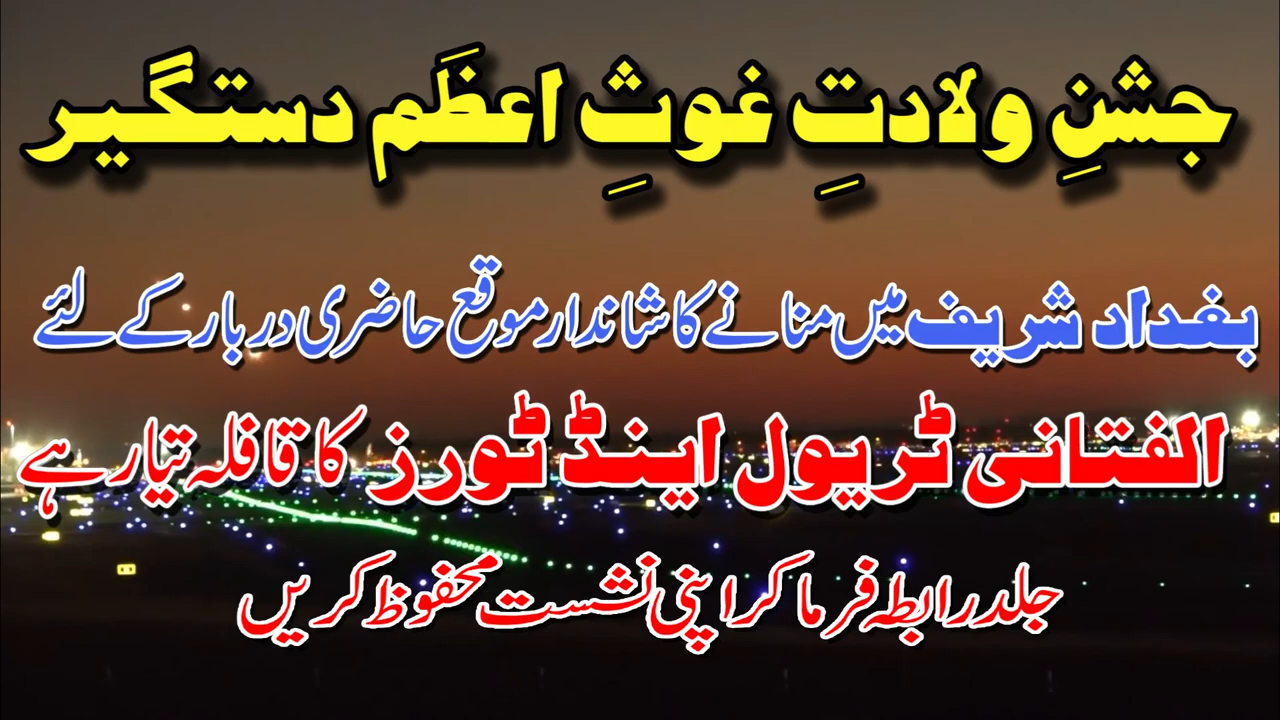 جشنِ ولادتِ غوثِ اعظَم دستگیر
بغداد شریف میں منانے کا شاندار موقع حاضری دربار کے لئے
الفتانی ٹریول اینڈ ٹورز کا قافلہ تیار ہے
جلد رابطہ فرما کر اپنی نشست محفوظ کریں